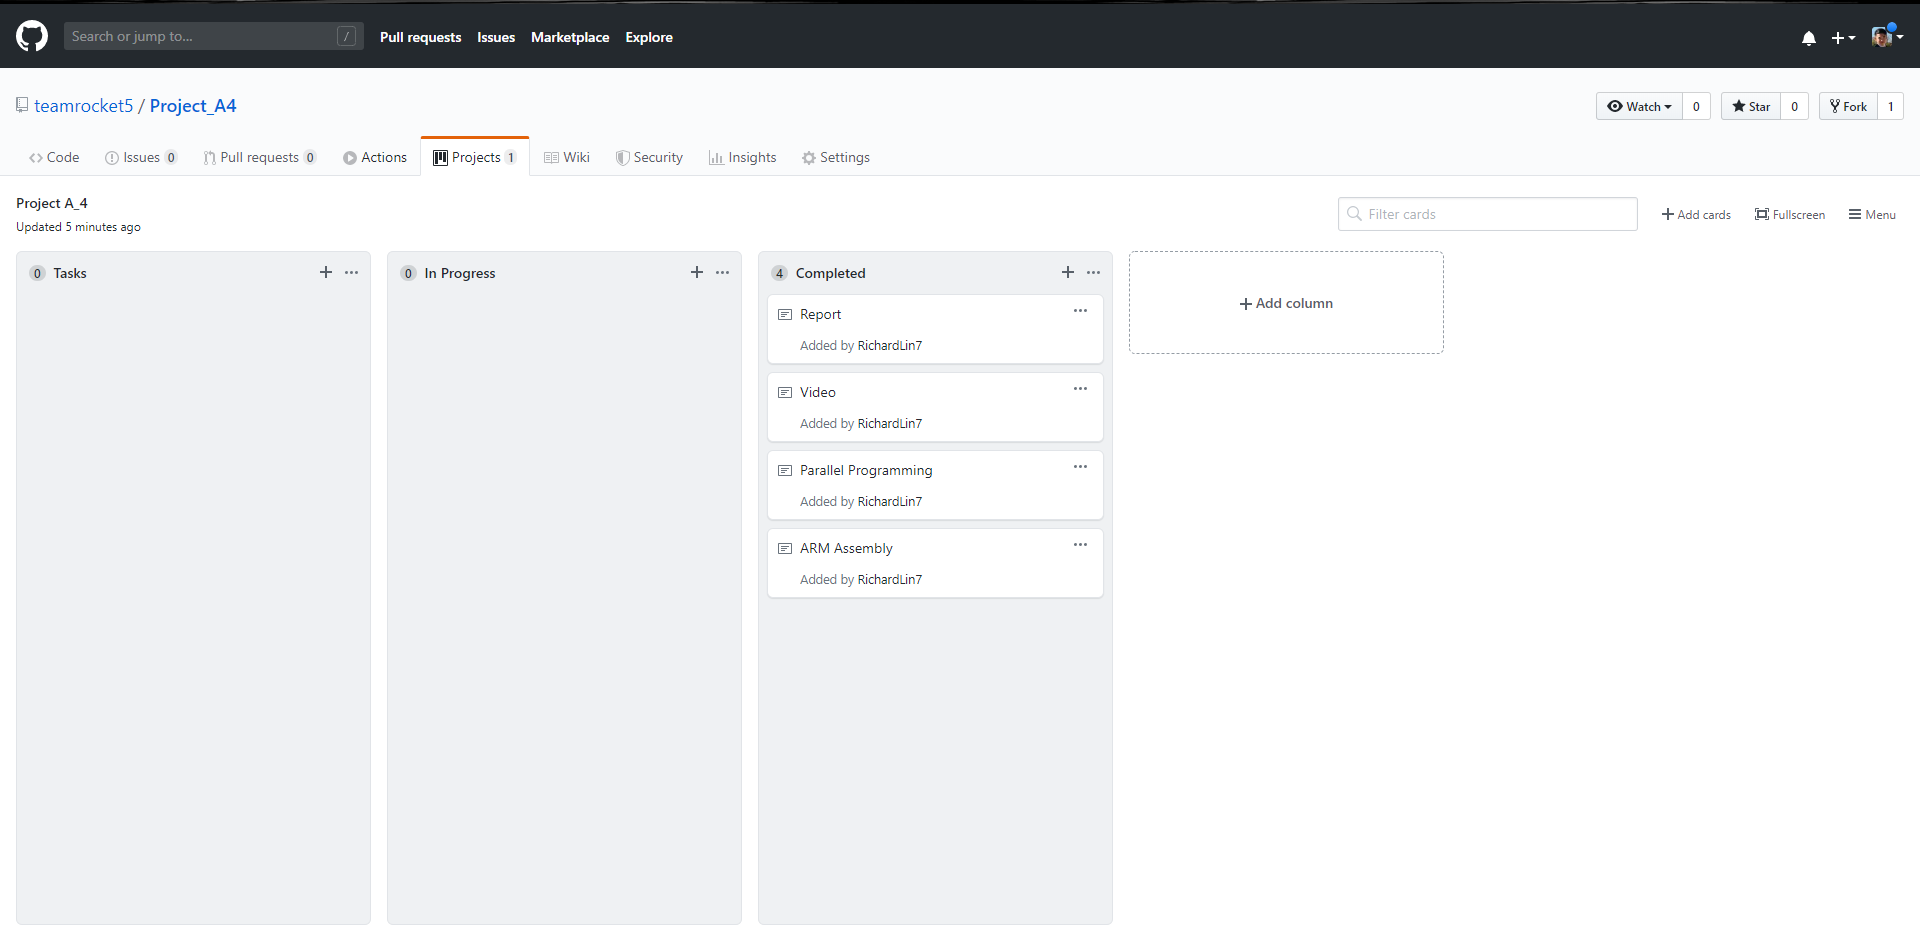 Search or jump to... /
Pull requests Issues Marketplace Explore
teamrocket5 / Project_A4
Watch 0 Star 0 Fork 1
Code Issues 0 Pull requests 0 Actions Projects 1 Wiki Security Insights Settings
Project A_4
Updated 5 minutes ago
Filter cards
Add cards Fullscreen Menu
0 Tasks
0 In Progress
4 Completed
Report
Added by RichardLin7
Video
Added by RichardLin7
Parallel Programming
Added by RichardLin7
ARM Assembly
Added by RichardLin7
Add column